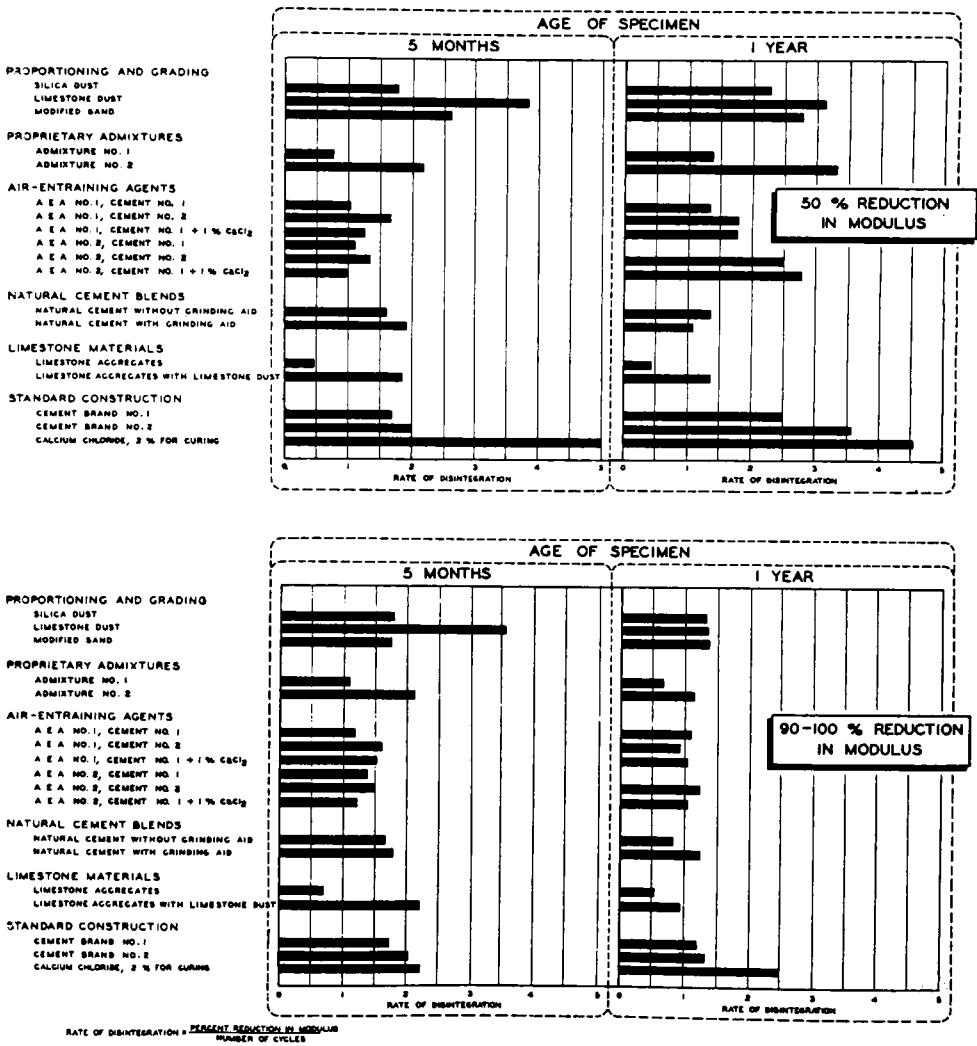 AGE OF SPECIMEN
5 MONTHS 1 YEAR
PROPORTIONING AND GRADING
SILICA DUST
LIMESTONE DUST
MODIFIED SAND
PROPRIETARY ADMIXTURES
ADMIXTURE NO. 1
ADMIXTURE NO. 2
AIR-ENTRAINING AGENTS
A E A NO. 1, CEMENT NO. 1
A E A NO. 1, CEMENT NO. 2
A E A NO. 1, CEMENT NO. 1 + 1 % CaCl2
A E A NO. 2, CEMENT NO. 1
A E A NO. 2, CEMENT NO. 2
A E A NO. 2, CEMENT NO. 1 + 1 % CaCl2
50 % REDUCTION
IN MODULUS
NATURAL CEMENT BLENDS
NATURAL CEMENT WITHOUT GRINDING AID
NATURAL CEMENT WITH GRINDING AID
LIMESTONE MATERIALS
LIMESTONE AGGREGATES
LIMESTONE AGGREGATES WITH LIMESTONE DUST
STANDARD CONSTRUCTION
CEMENT BRAND NO. 1
CEMENT BRAND NO. 2
CALCIUM CHLORIDE, 2 % FOR CURING
0 1 2 3 4 5 0 1 2 3 4 5
RATE OF DISINTEGRATION RATE OF DISINTEGRATION
AGE OF SPECIMEN
5 MONTHS 1 YEAR
PROPORTIONING AND GRADING
SILICA DUST
LIMESTONE DUST
MODIFIED SAND
PROPRIETARY ADMIXTURES
ADMIXTURE NO. 1
ADMIXTURE NO. 2
AIR-ENTRAINING AGENTS
A E A NO. 1, CEMENT NO. 1
A E A NO. 1, CEMENT NO. 2
A E A NO. 1, CEMENT NO. 1 + 1 % CaCl2
A E A NO. 2, CEMENT NO. 1
A E A NO. 2, CEMENT NO. 2
A E A NO. 2, CEMENT NO. 1 + 1 % CaCl2
90-100 % REDUCTION
IN MODULUS
NATURAL CEMENT BLENDS
NATURAL CEMENT WITHOUT GRINDING AID
NATURAL CEMENT WITH GRINDING AID
LIMESTONE MATERIALS
LIMESTONE AGGREGATES
LIMESTONE AGGREGATES WITH LIMESTONE DUST
STANDARD CONSTRUCTION
CEMENT BRAND NO. 1
CEMENT BRAND NO. 2
CALCIUM CHLORIDE, 2 % FOR CURING
0 1 2 3 4 5 0 1 2 3 4 5
RATE OF DISINTEGRATION RATE OF DISINTEGRATION
RATE OF DISINTEGRATION = PERCENT REDUCTION IN MODULUS
NUMBER OF CYCLES